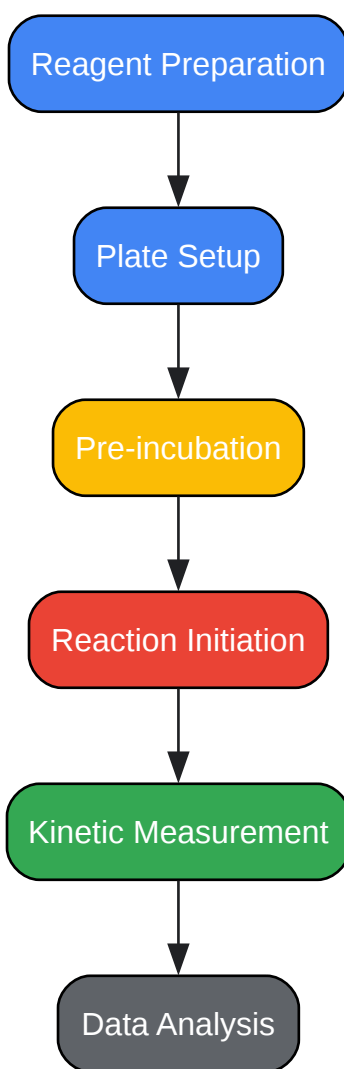 Reagent Preparation
Plate Setup
Pre-incubation
Reaction Initiation
Kinetic Measurement
Data Analysis